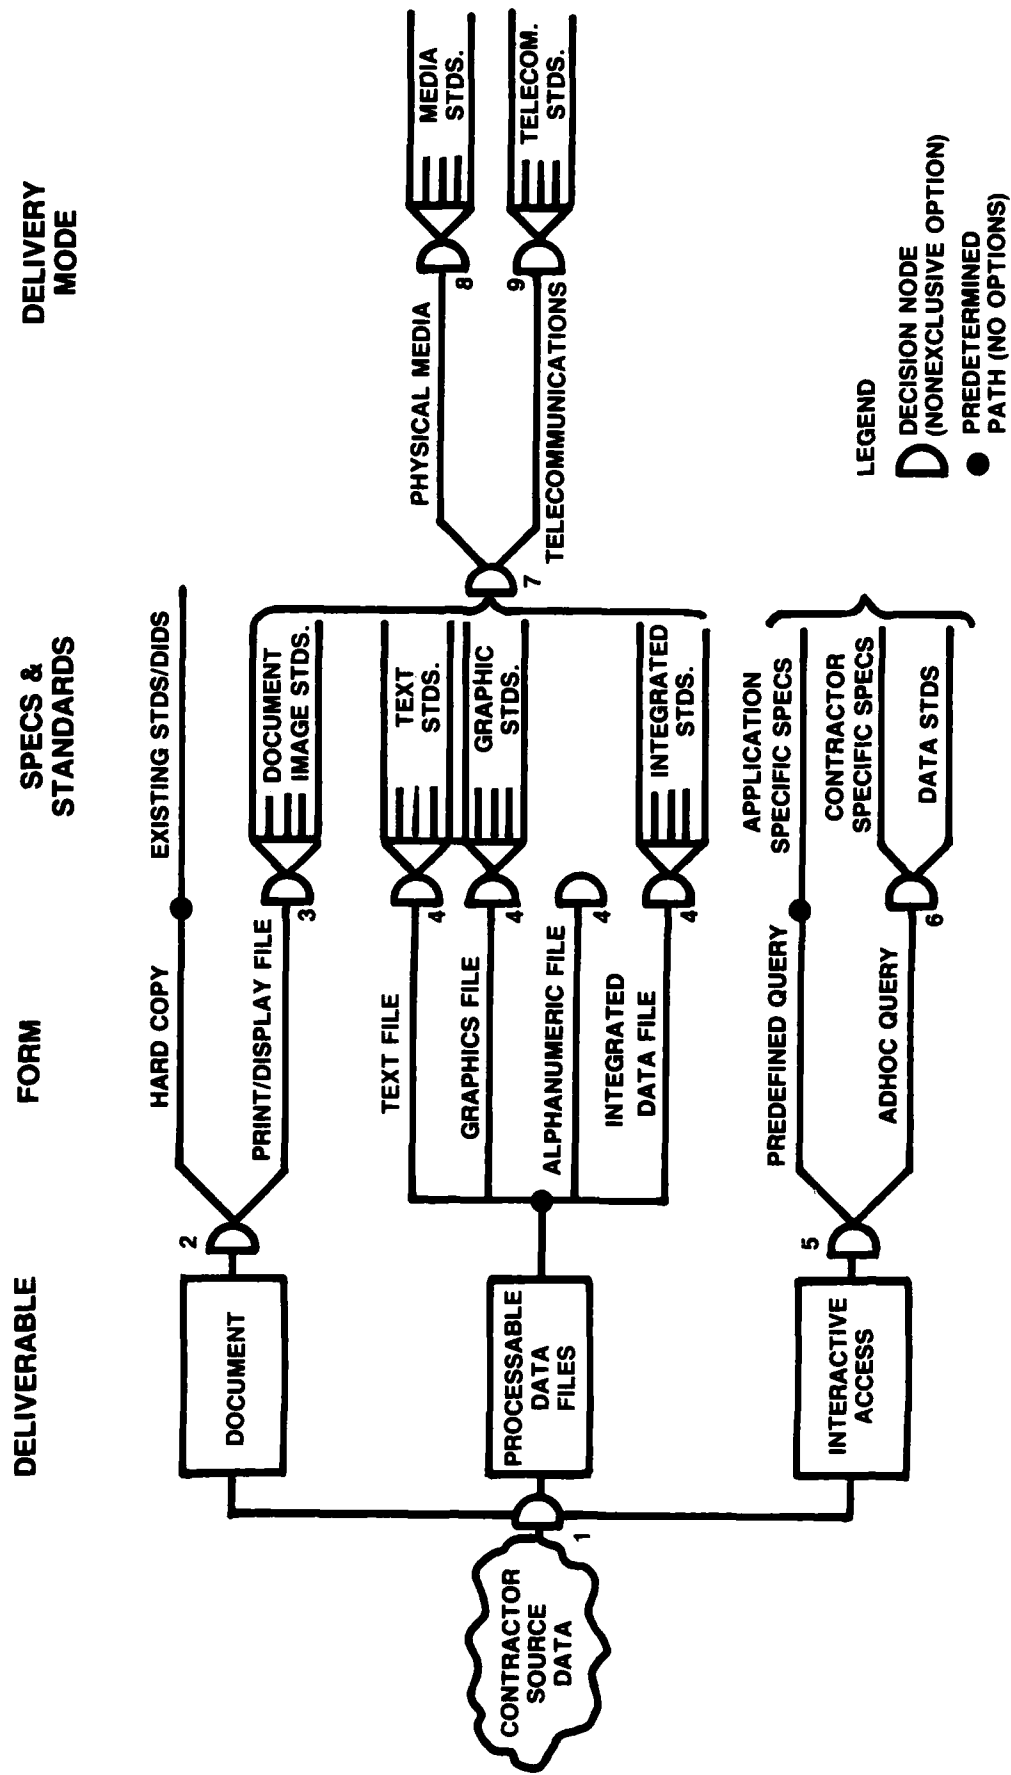 DELIVERABLE
FORM
SPECS &
STANDARDS
DELIVERY
MODE
CONTRACTOR
SOURCE
DATA
1
DOCUMENT
2
HARD COPY
EXISTING STDS/DIDS
PRINT/DISPLAY FILE
3
DOCUMENT
IMAGE STDS.
PROCESSABLE
DATA
FILES
TEXT FILE
4
TEXT
STDS.
GRAPHICS FILE
4
GRAPHIC
STDS.
ALPHANUMERIC FILE
4
INTEGRATED
DATA FILE
4
INTEGRATED
STDS.
7
PHYSICAL MEDIA
8
MEDIA
STDS.
TELECOMMUNICATIONS
9
TELECOM.
STDS.
INTERACTIVE
ACCESS
5
PREDEFINED QUERY
APPLICATION
SPECIFIC SPECS
ADHOC QUERY
6
CONTRACTOR
SPECIFIC SPECS
DATA STDS
LEGEND
DECISION NODE
(NONEXCLUSIVE OPTION)
PREDETERMINED
PATH (NO OPTIONS)